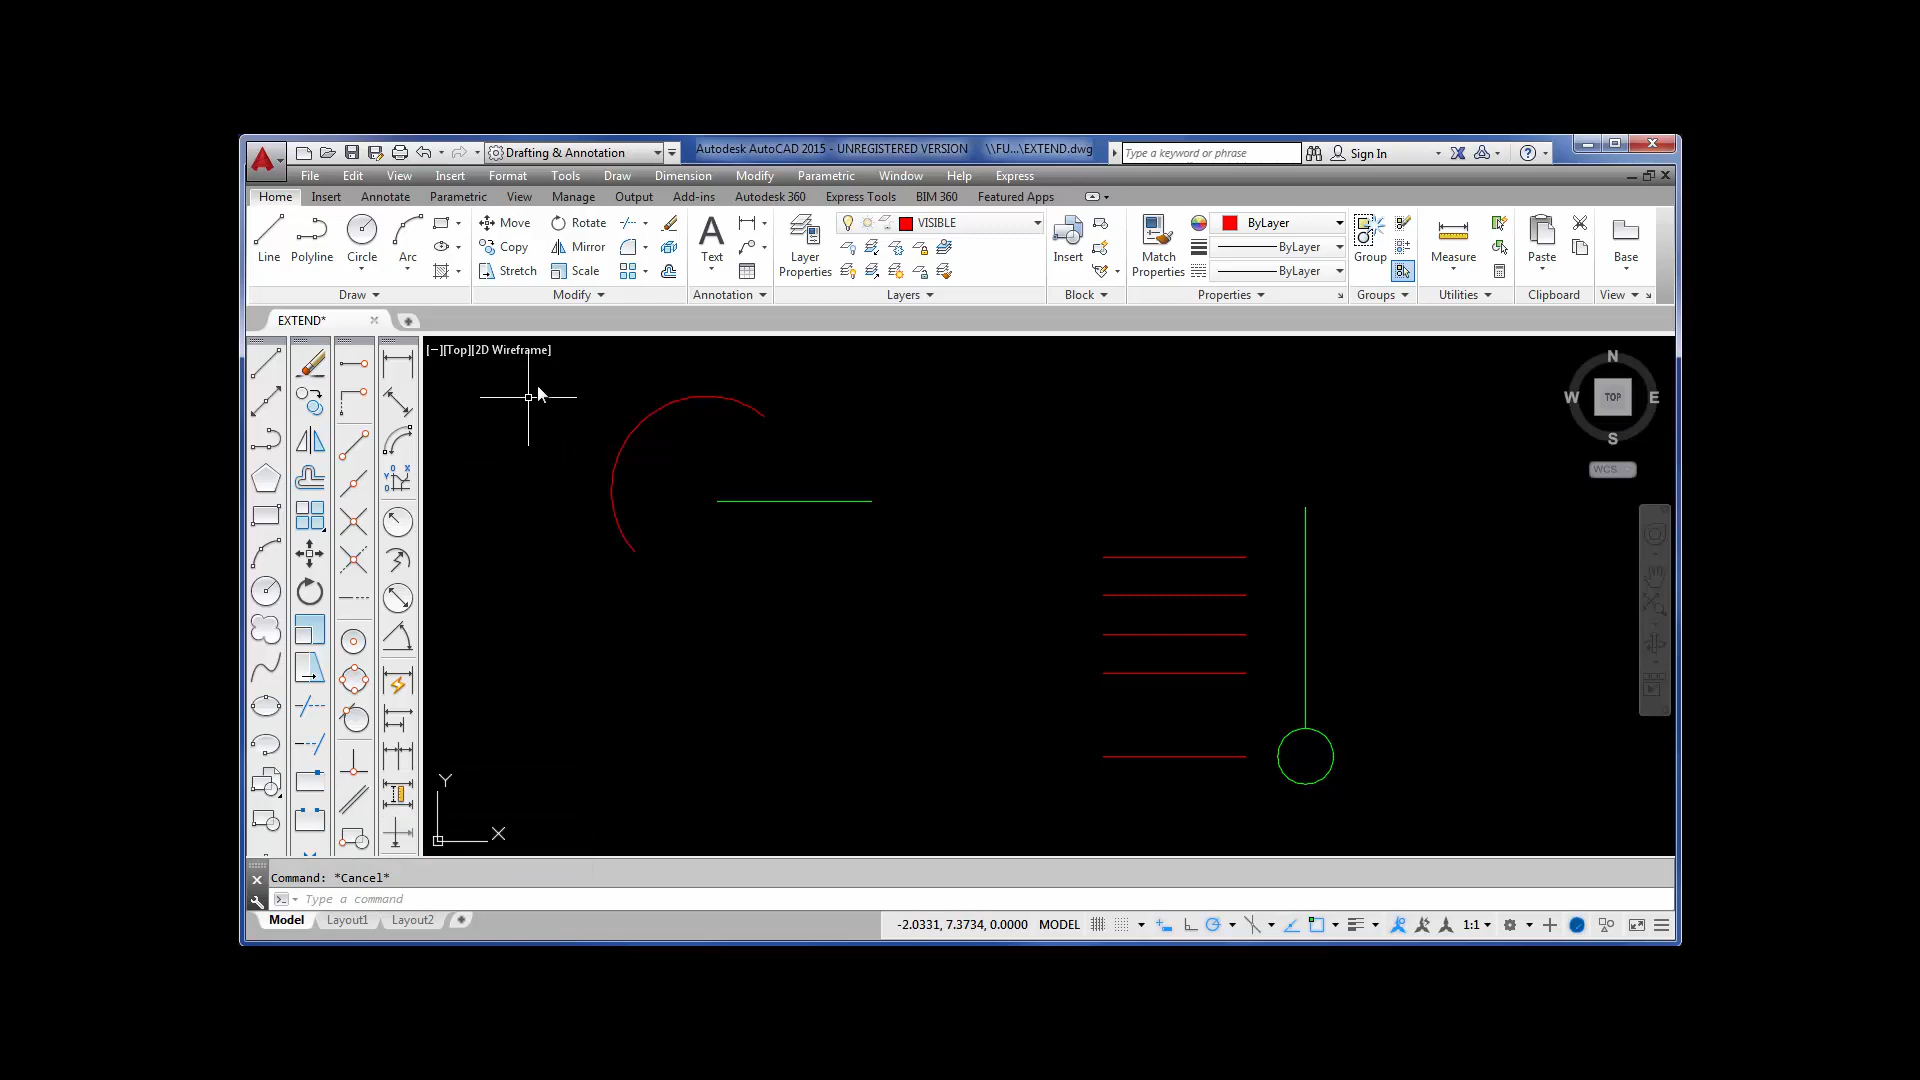 Drafting & Annotation
Autodesk AutoCAD 2015 - UNREGISTERED VERSION \\FU...\EXTEND.dwg
Type a keyword or phrase
Sign In
File Edit View Insert Format Tools Draw Dimension Modify Parametric Window Help Express
Home Insert Annotate Parametric View Manage Output Add-ins Autodesk 360 Express Tools BIM 360 Featured Apps
Line Polyline Circle Arc
Move Rotate
Copy Mirror
Stretch Scale
A
Text
Layer Properties
VISIBLE
Insert
Match Properties
ByLayer
ByLayer
ByLayer
Group
Measure
Paste
Base
Draw Modify Annotation Layers Block Properties Groups Utilities Clipboard View
EXTEND*
[−][Top][2D Wireframe]
N
W TOP E
S
WCS
Y
X
Command: *Cancel*
Type a command
Model Layout1 Layout2
-2.0331, 7.3734, 0.0000 MODEL 1:1